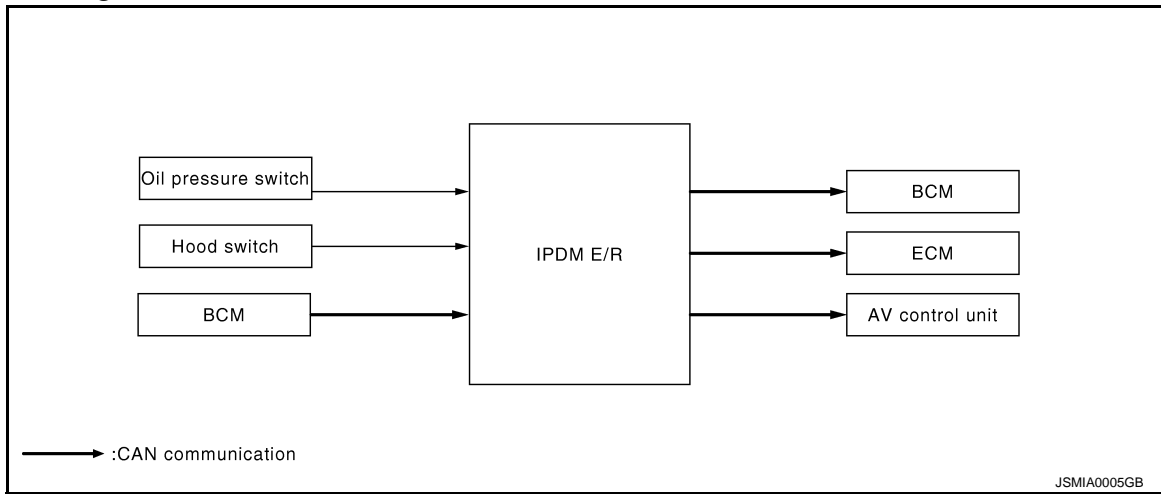 Oil pressure switch
Hood switch
BCM
IPDM E/R
BCM
ECM
AV control unit
:CAN communication
JSMIA0005GB